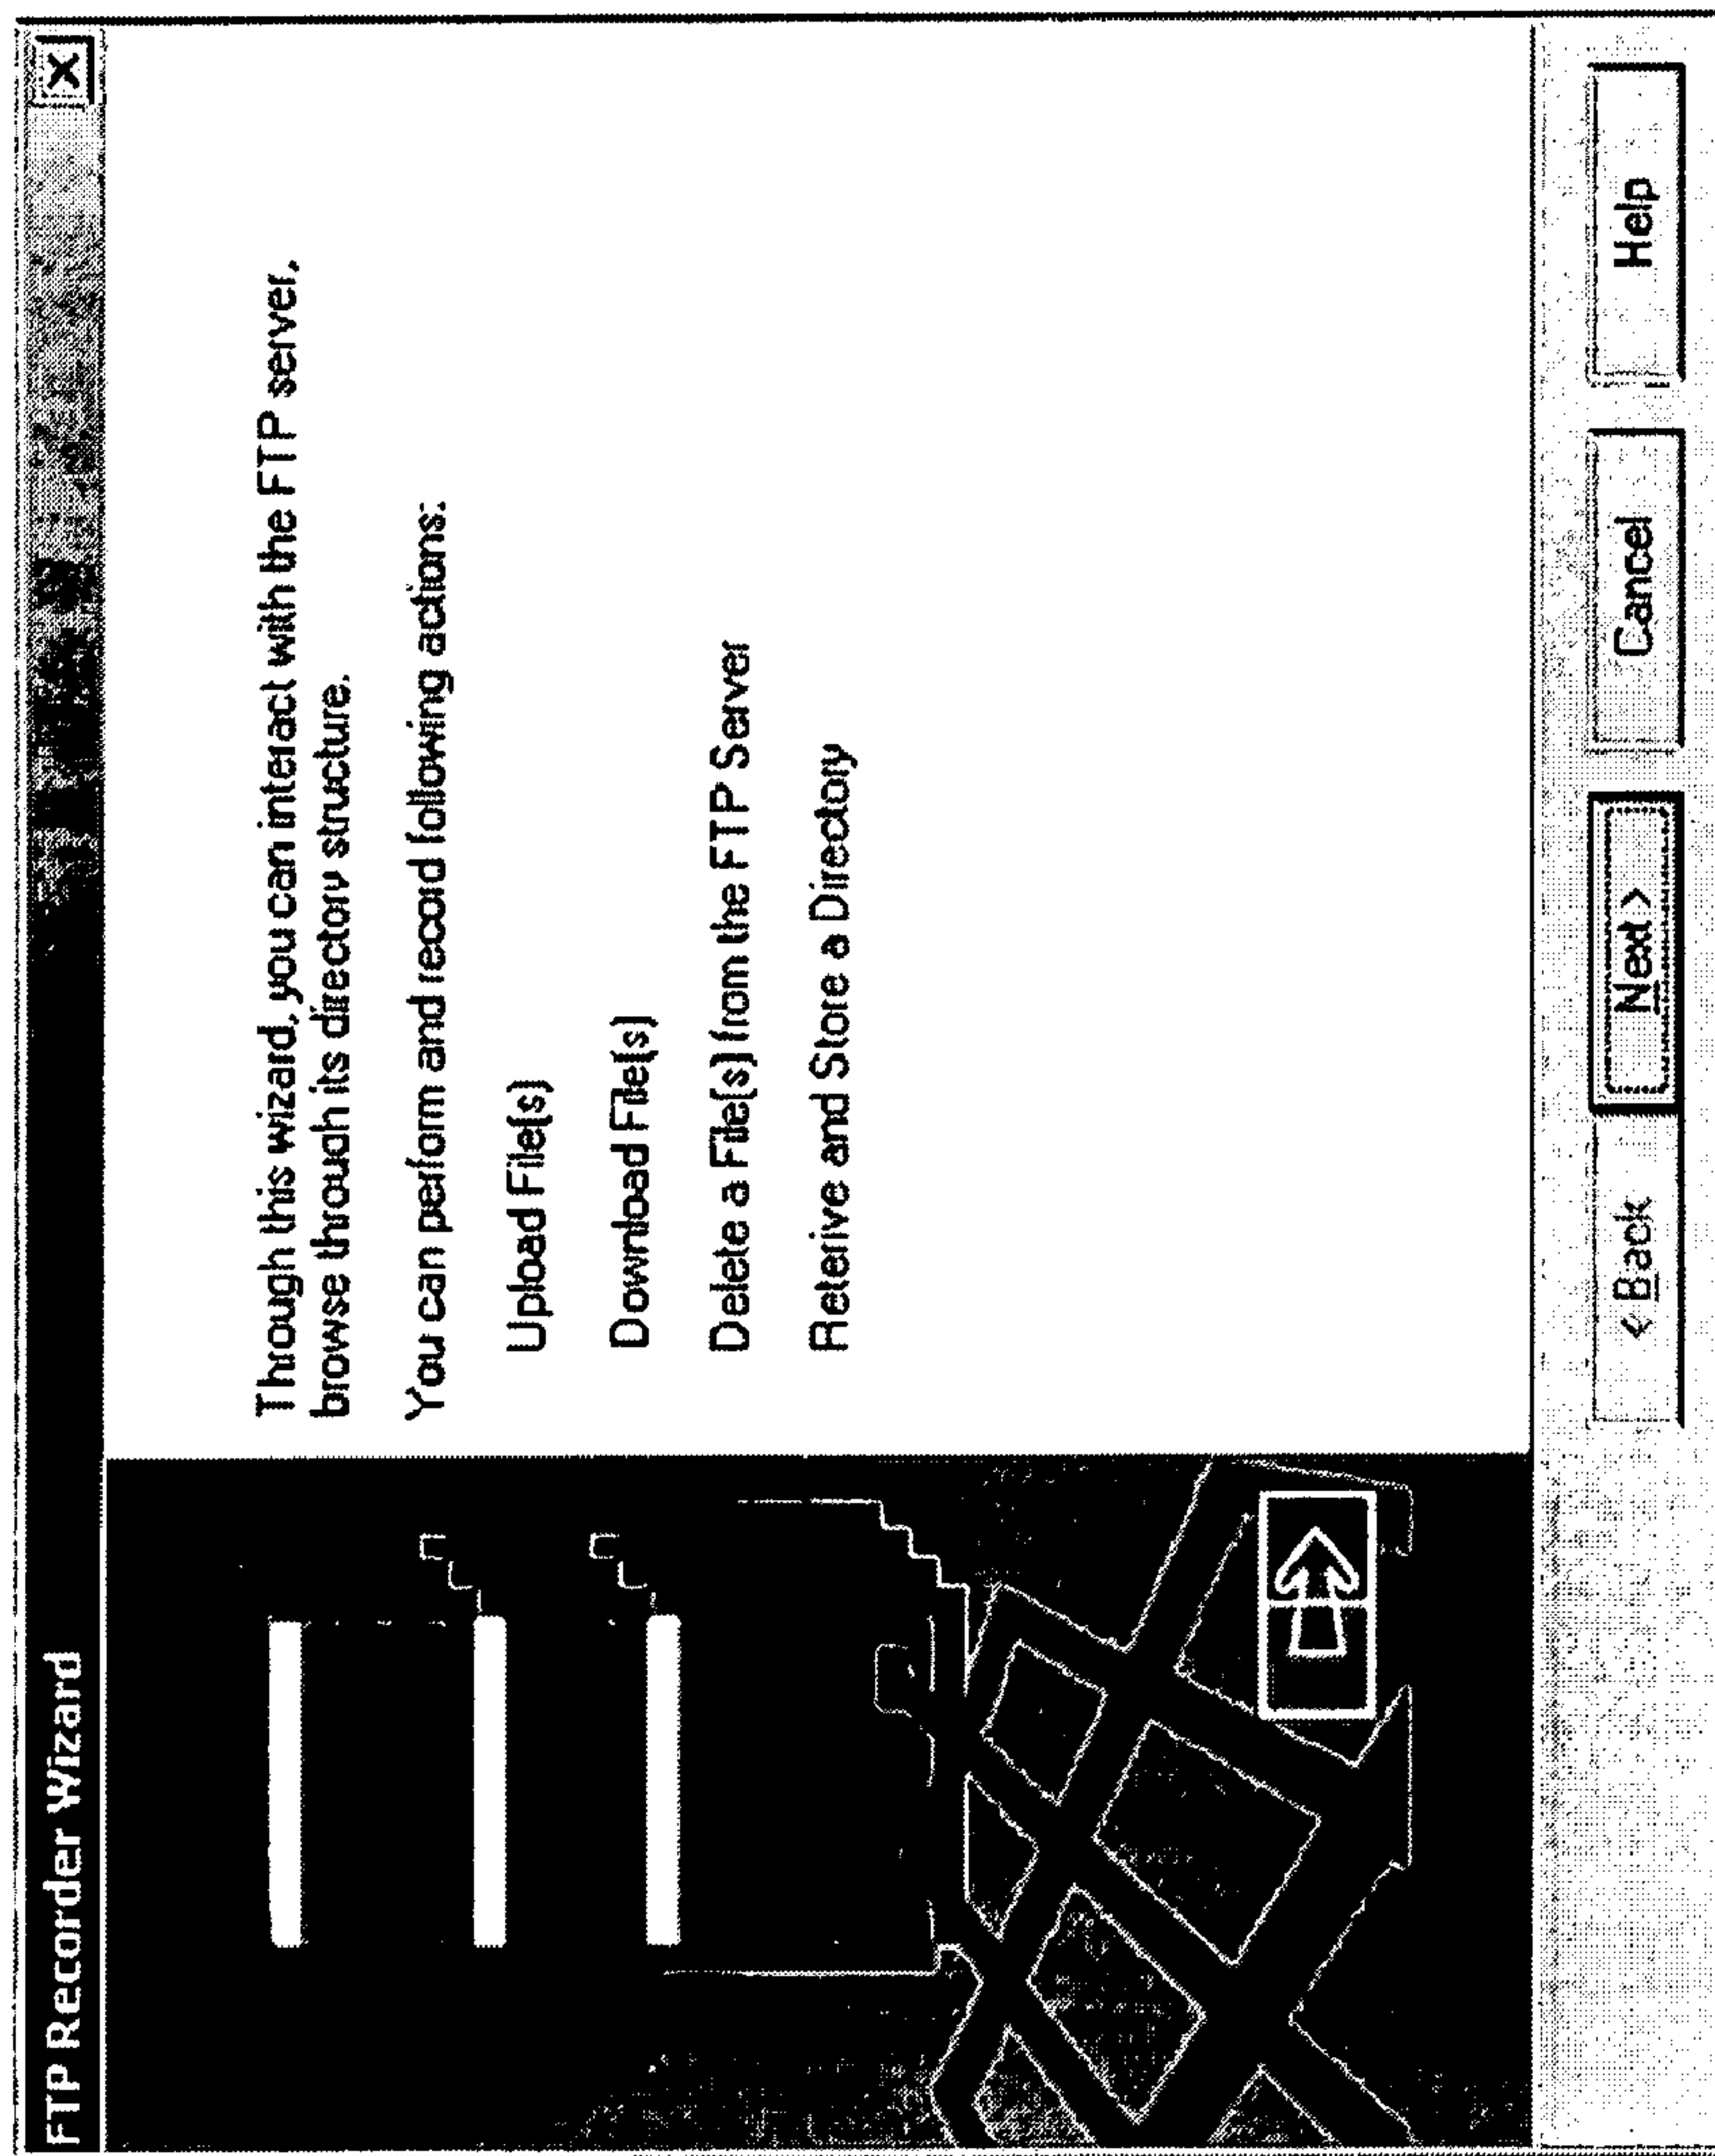 FTP Recorder Wizard
Through this wizard, you can interact with the FTP server,
browse through its directory structure.
You can perform and record following actions:
Upload File(s)
Download File(s)
Delete a File(s) from the FTP Server
Reterive and Store a Directory
< Back
Next >
Cancel
Help